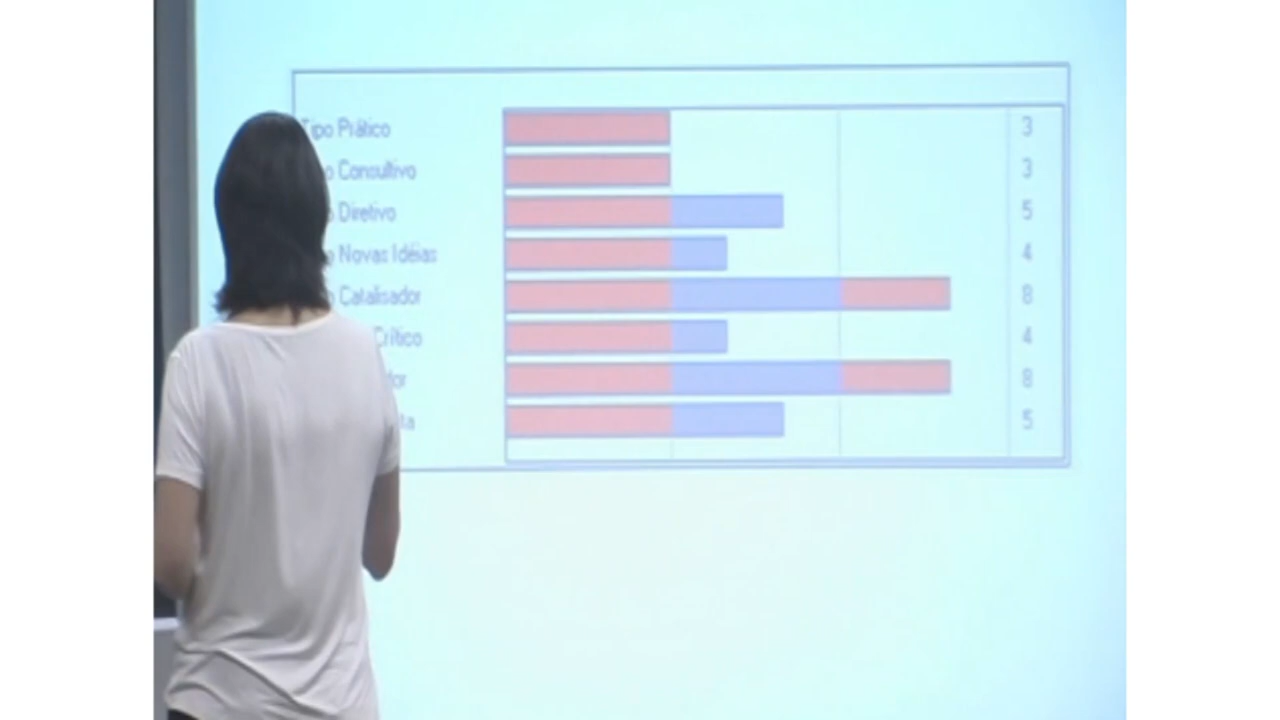 Tipo Prático 3
Consultivo 3
Diretivo 5
Novas Idéias 4
Catalisador 8
Crítico 4
8
5